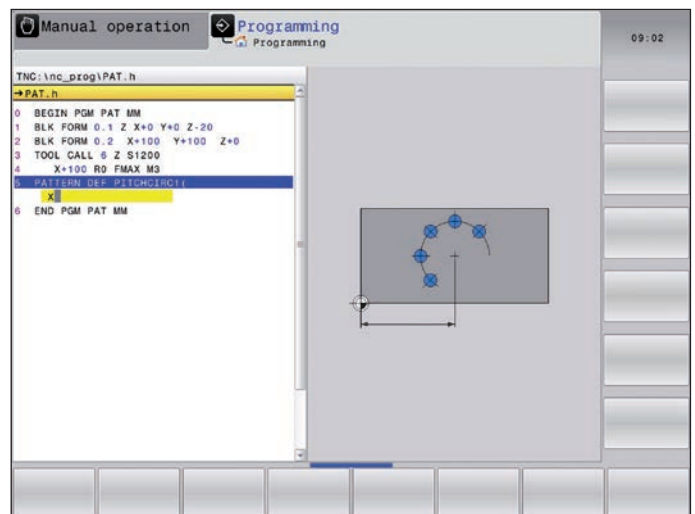 Manual operation
Programming
Programming
09:02
TNC:\nc_prog\PAT.h
→PAT.h
0 BEGIN PGM PAT MM
1 BLK FORM 0.1 Z X+0 Y+0 Z-20
2 BLK FORM 0.2 X+100 Y+100 Z+0
3 TOOL CALL 6 Z S1200
4 X+100 R0 FMAX M3
5 PATTERN DEF PITCHCIRC1(
X
6 END PGM PAT MM